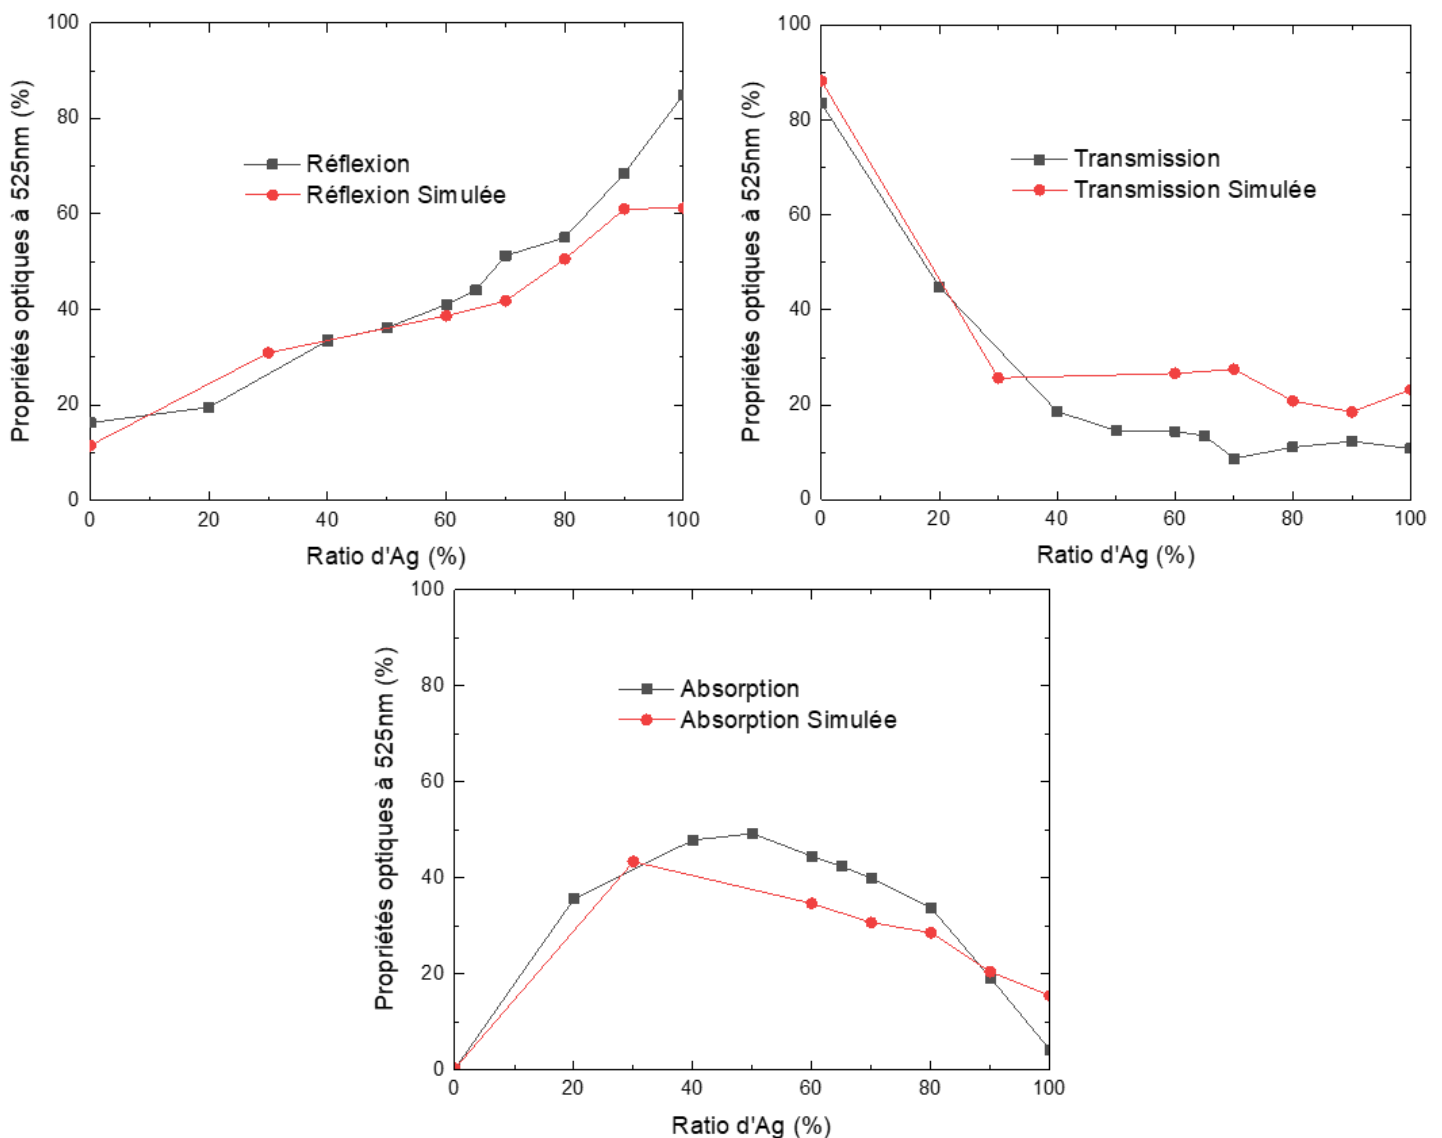 Propriétés optiques à 525nm (%)
100
80
60
40
20
0
Réflexion
Réflexion Simulée
0 20 40 60 80 100
Ratio d'Ag (%)
Propriétés optiques à 525nm (%)
100
80
60
40
20
0
Transmission
Transmission Simulée
0 20 40 60 80 100
Ratio d'Ag (%)
Propriétés optiques à 525nm (%)
100
80
60
40
20
0
Absorption
Absorption Simulée
0 20 40 60 80 100
Ratio d'Ag (%)